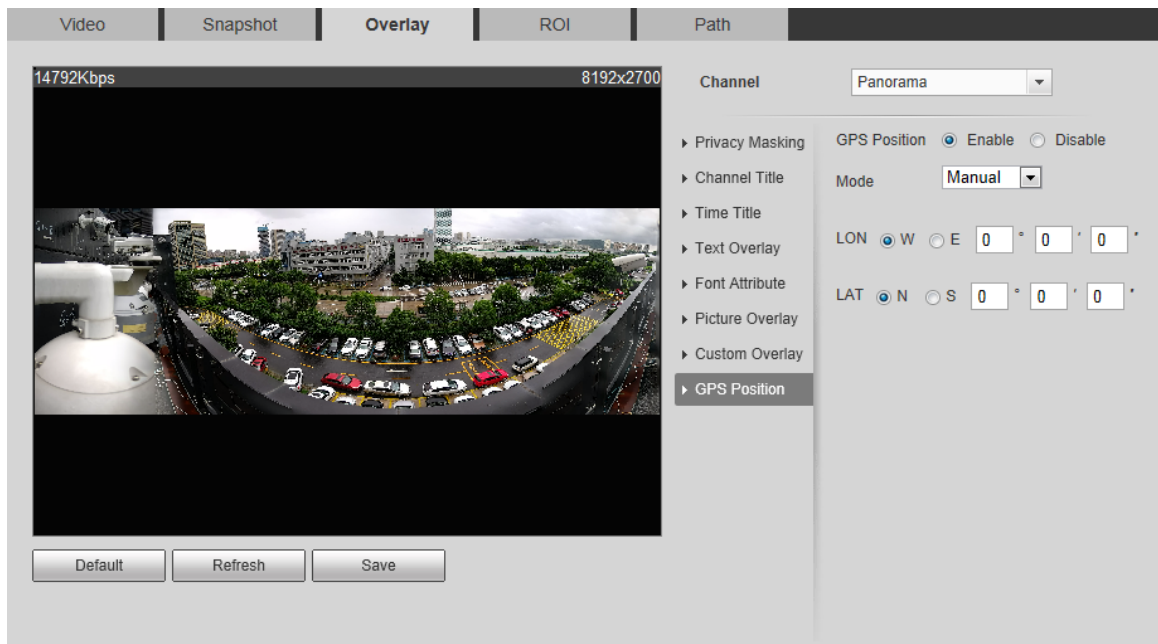 Video Snapshot Overlay ROI Path
14792Kbps 8192x2700
Channel Panorama
Privacy Masking
Channel Title
Time Title
Text Overlay
Font Attribute
Picture Overlay
Custom Overlay
GPS Position
GPS Position Enable Disable
Mode Manual
LON W E 0 ° 0 ′ 0 "
LAT N S 0 ° 0 ′ 0 "
Default Refresh Save